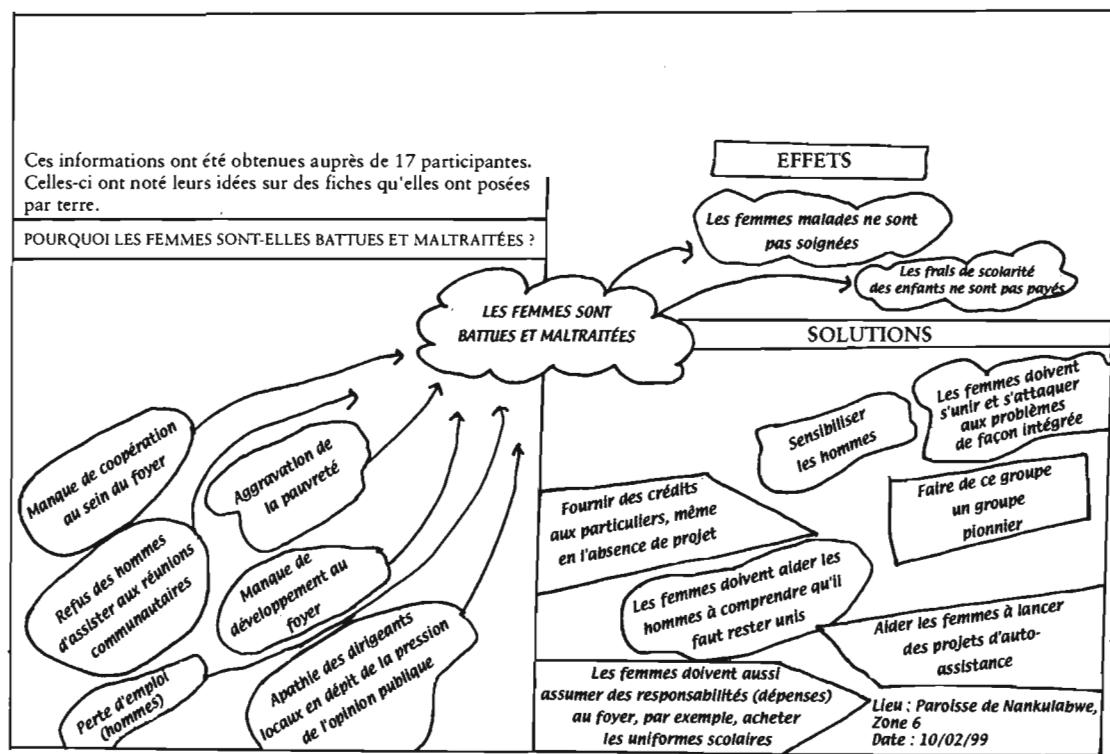 Ces informations ont été obtenues auprès de 17 participantes.
Celles-ci ont noté leurs idées sur des fiches qu'elles ont posées
par terre.
POURQUOI LES FEMMES SONT-ELLES BATTUES ET MALTRAITÉES ?
LES FEMMES SONT
BATTUES ET MALTRAITÉES
Manque de coopération
au sein du foyer
Aggravation de
la pauvreté
Refus des hommes
d'assister aux réunions
communautaires
Manque de
développement au
foyer
Perte d'emploi
(hommes)
Apathie des dirigeants
locaux en dépit de la pression
de l'opinion publique
EFFETS
Les femmes malades ne sont
pas soignées
Les frais de scolarité
des enfants ne sont pas payés
SOLUTIONS
Sensibiliser
les hommes
Les femmes doivent
s'unir et s'attaquer
aux problèmes
de façon intégrée
Fournir des crédits
aux particuliers, même
en l'absence de projet
Faire de ce groupe
un groupe
pionnier
Les femmes doivent aider les
hommes à comprendre qu'il
faut rester unis
Aider les femmes à lancer
des projets d'auto-
assistance
Les femmes doivent aussi
assumer des responsabilités (dépenses)
au foyer, par exemple, acheter
les uniformes scolaires
Lieu : Paroisse de Nankulabwe,
Zone 6
Date : 10/02/99